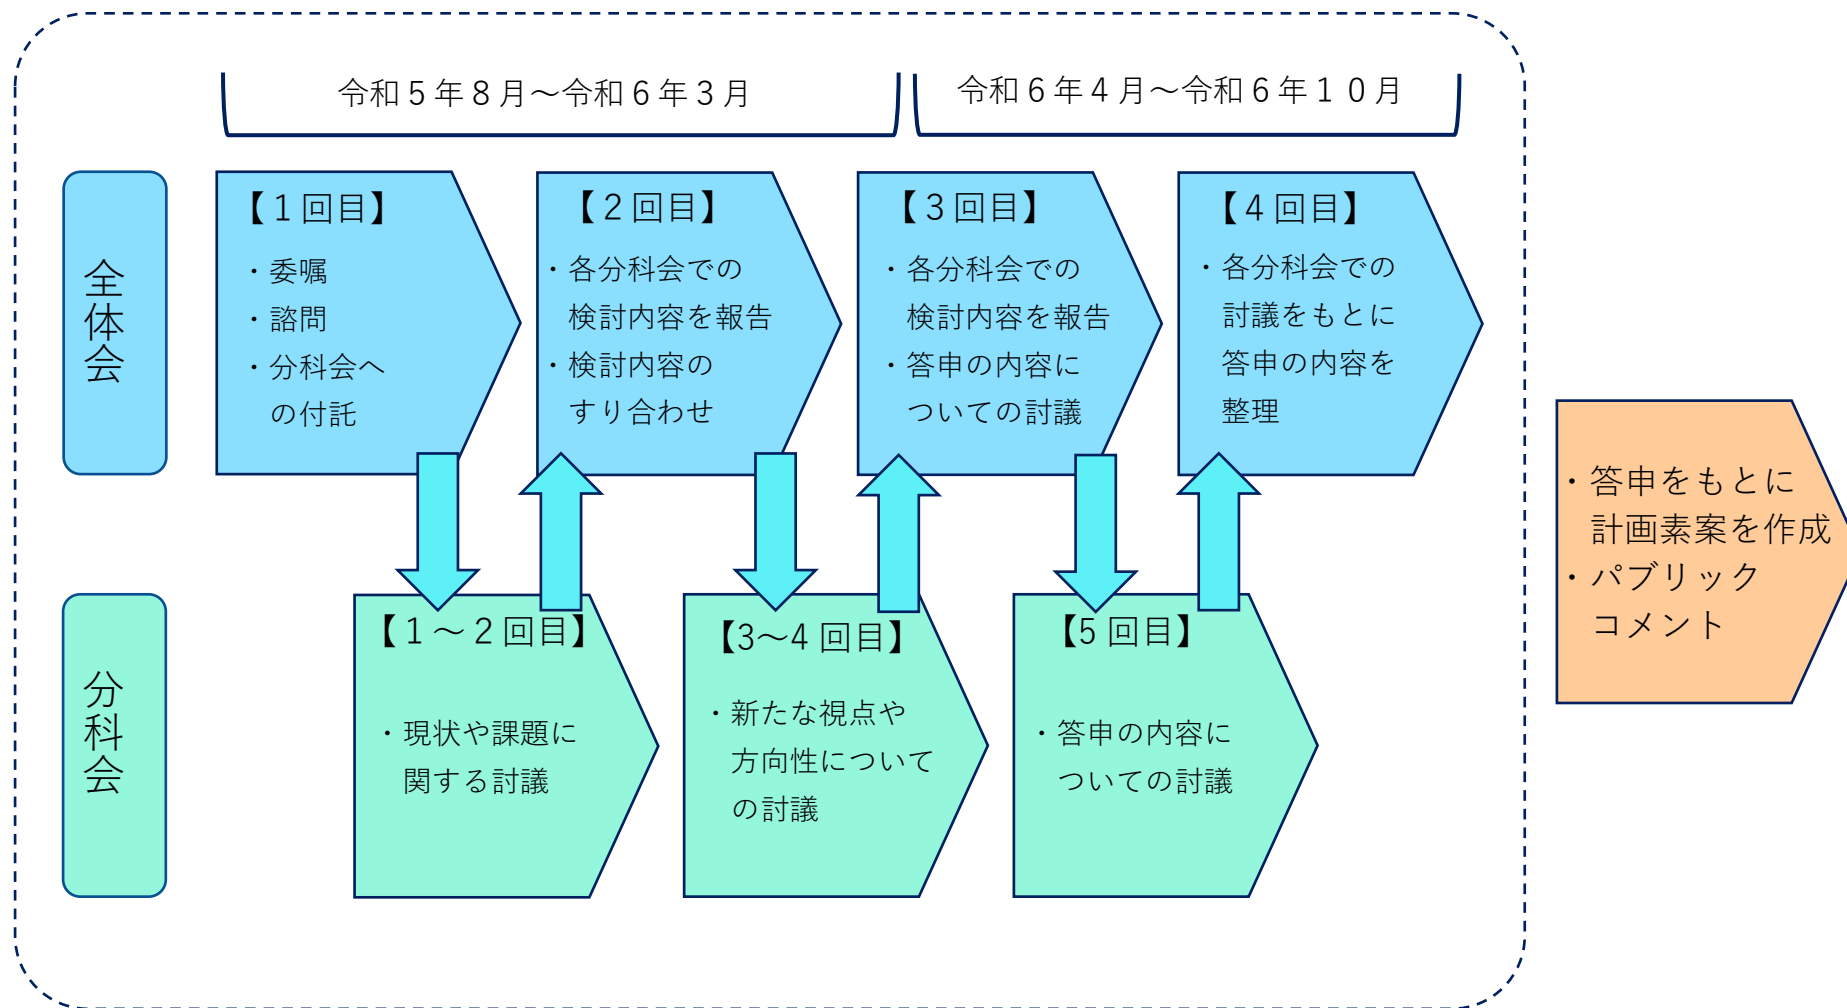 令和５年８月～令和６年３月
令和６年４月～令和６年１０月
全体会
【１回目】
・委嘱
・諮問
・分科会へ
の付託
【２回目】
・各分科会での
検討内容を報告
・検討内容の
すり合わせ
【３回目】
・各分科会での
検討内容を報告
・答申の内容に
ついての討議
【４回目】
・各分科会での
討議をもとに
答申の内容を
整理
分科会
【１～２回目】
・現状や課題に
関する討議
【3～4 回目】
・新たな視点や
方向性について
の討議
【5 回目】
・答申の内容に
ついての討議
・答申をもとに
計画素案を作成
・パブリック
コメント